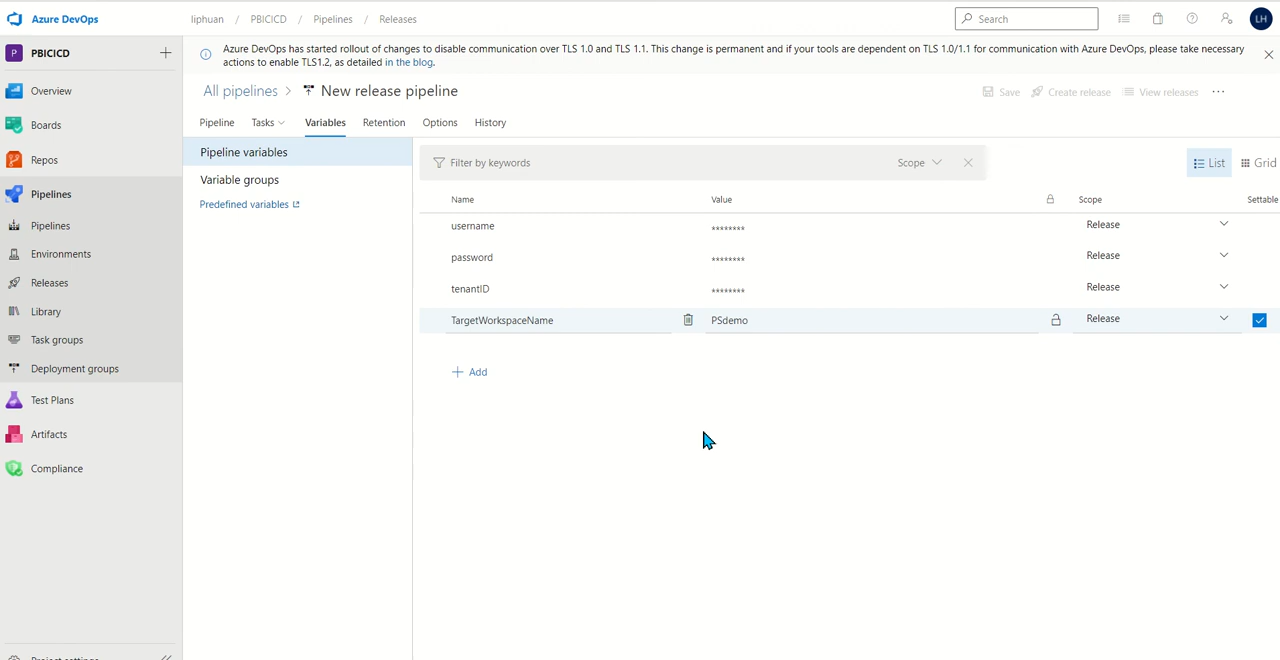 Azure DevOps
liphuan / PBICICD / Pipelines / Releases
Search
LH
P PBICICD
Azure DevOps has started rollout of changes to disable communication over TLS 1.0 and TLS 1.1. This change is permanent and if your tools are dependent on TLS 1.0/1.1 for communication with Azure DevOps, please take necessary
actions to enable TLS1.2, as detailed in the blog.
All pipelines > New release pipeline
Save Create release View releases ...
Overview
Boards
Repos
Pipelines
Pipelines
Environments
Releases
Library
Task groups
Deployment groups
Test Plans
Artifacts
Compliance
Project settings
Pipeline Tasks Variables Retention Options History
Pipeline variables
Variable groups
Predefined variables
Filter by keywords Scope
List Grid
Name Value Scope Settable
username ******** Release
password ******** Release
tenantID ******** Release
TargetWorkspaceName PSdemo Release
+ Add